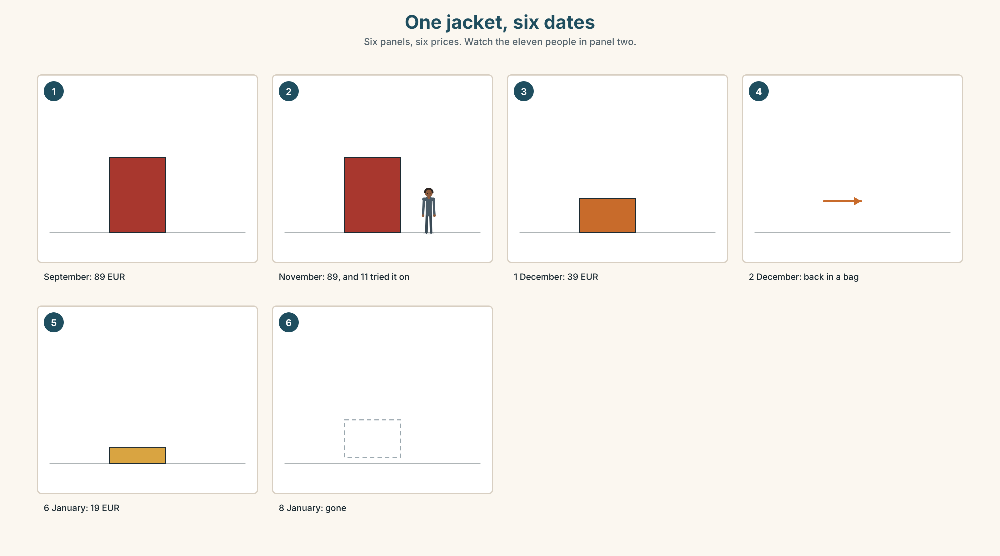 One jacket, six dates
Six panels, six prices. Watch the eleven people in panel two.
1
2
3
4
September: 89 EUR
November: 89, and 11 tried it on
1 December: 39 EUR
2 December: back in a bag
5
6
6 January: 19 EUR
8 January: gone